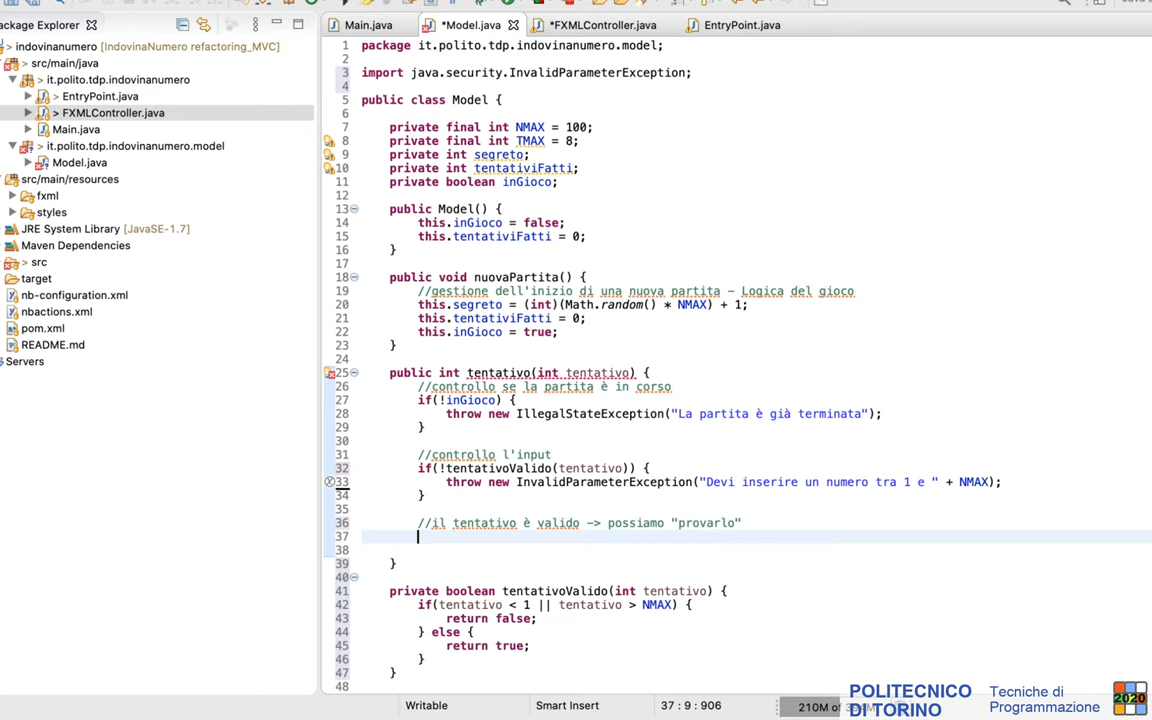 Package Explorer
indovinanumero [IndovinaNumero refactoring_MVC]
src/main/java
it.polito.tdp.indovinanumero
EntryPoint.java
FXMLController.java
Main.java
it.polito.tdp.indovinanumero.model
Model.java
src/main/resources
fxml
styles
JRE System Library [JavaSE-1.7]
Maven Dependencies
src
target
nb-configuration.xml
nbactions.xml
pom.xml
README.md
Servers
Main.java *Model.java *FXMLController.java EntryPoint.java
1 package it.polito.tdp.indovinanumero.model;
2
3 import java.security.InvalidParameterException;
4
5 public class Model {
6
7 private final int NMAX = 100;
8 private final int TMAX = 8;
9 private int segreto;
10 private int tentativiFatti;
11 private boolean inGioco;
12
13 public Model() {
14 this.inGioco = false;
15 this.tentativiFatti = 0;
16 }
17
18 public void nuovaPartita() {
19 //gestione dell'inizio di una nuova partita - Logica del gioco
20 this.segreto = (int)(Math.random() * NMAX) + 1;
21 this.tentativiFatti = 0;
22 this.inGioco = true;
23 }
24
25 public int tentativo(int tentativo) {
26 //controllo se la partita è in corso
27 if(!inGioco) {
28 throw new IllegalStateException("La partita è già terminata");
29 }
30
31 //controllo l'input
32 if(!tentativoValido(tentativo)) {
33 throw new InvalidParameterException("Devi inserire un numero tra 1 e " + NMAX);
34 }
35
36 //il tentativo è valido -> possiamo "provarlo"
37
38
39 }
40
41 private boolean tentativoValido(int tentativo) {
42 if(tentativo < 1 || tentativo > NMAX) {
43 return false;
44 } else {
45 return true;
46 }
47 }
48
Writable Smart Insert 37 : 9 : 906 210M of
POLITECNICO
DI TORINO
Tecniche di
Programmazione
2020